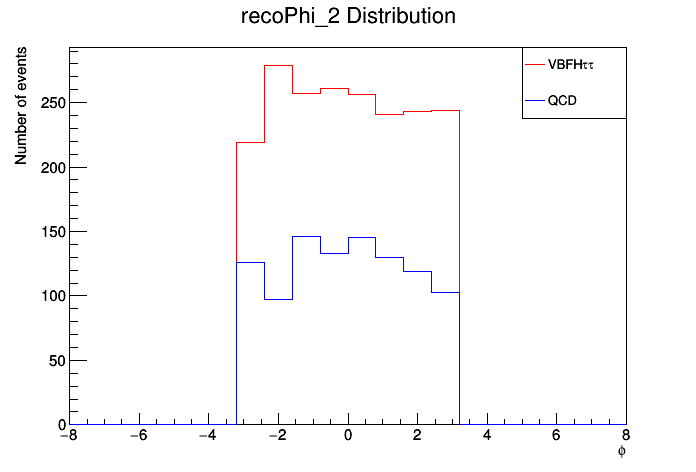 recoPhi_2 Distribution
Number of events
VBFHττ
QCD
250
200
150
100
50
0
−8 −6 −4 −2 0 2 4 6 8
ϕ